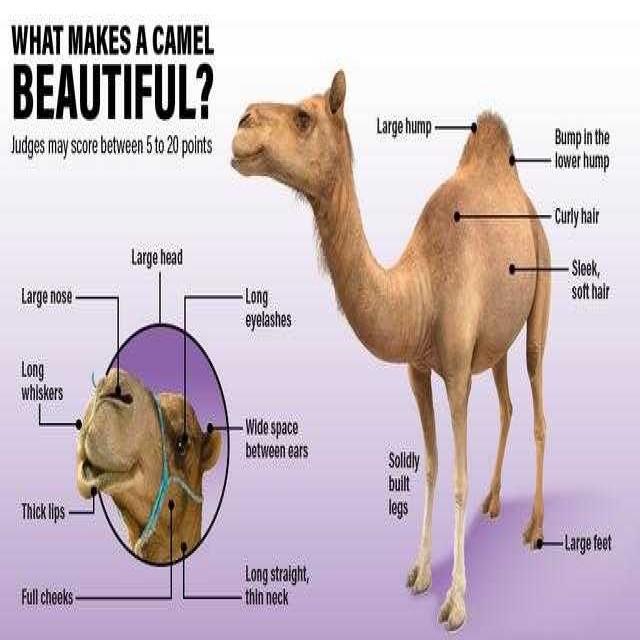 WHAT MAKES A CAMEL
BEAUTIFUL?
Judges may score between 5 to 20 points
Large hump
Bump in the
lower hump
Curly hair
Sleek,
soft hair
Large head
Large nose
Long
eyelashes
Long
whiskers
Wide space
between ears
Thick lips
Full cheeks
Long straight,
thin neck
Solidly
built
legs
Large feet